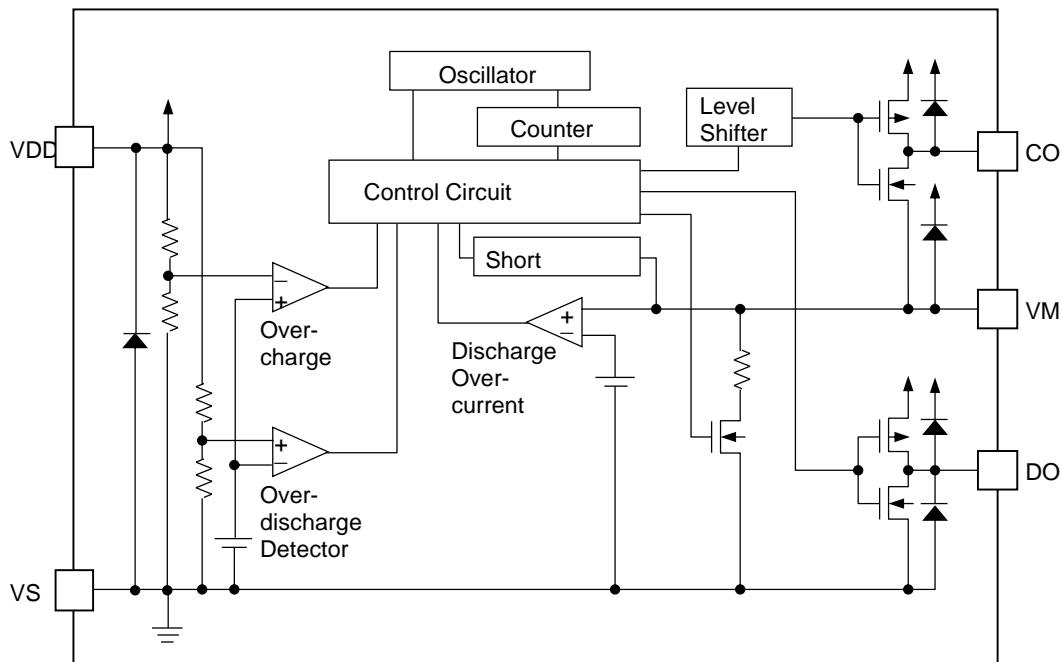 Oscillator
Counter
Level
Shifter
VDD
CO
Control Circuit
Short
−
+
Over-
charge
+
−
Discharge
Over-
current
VM
+
−
Over-
discharge
Detector
DO
VS